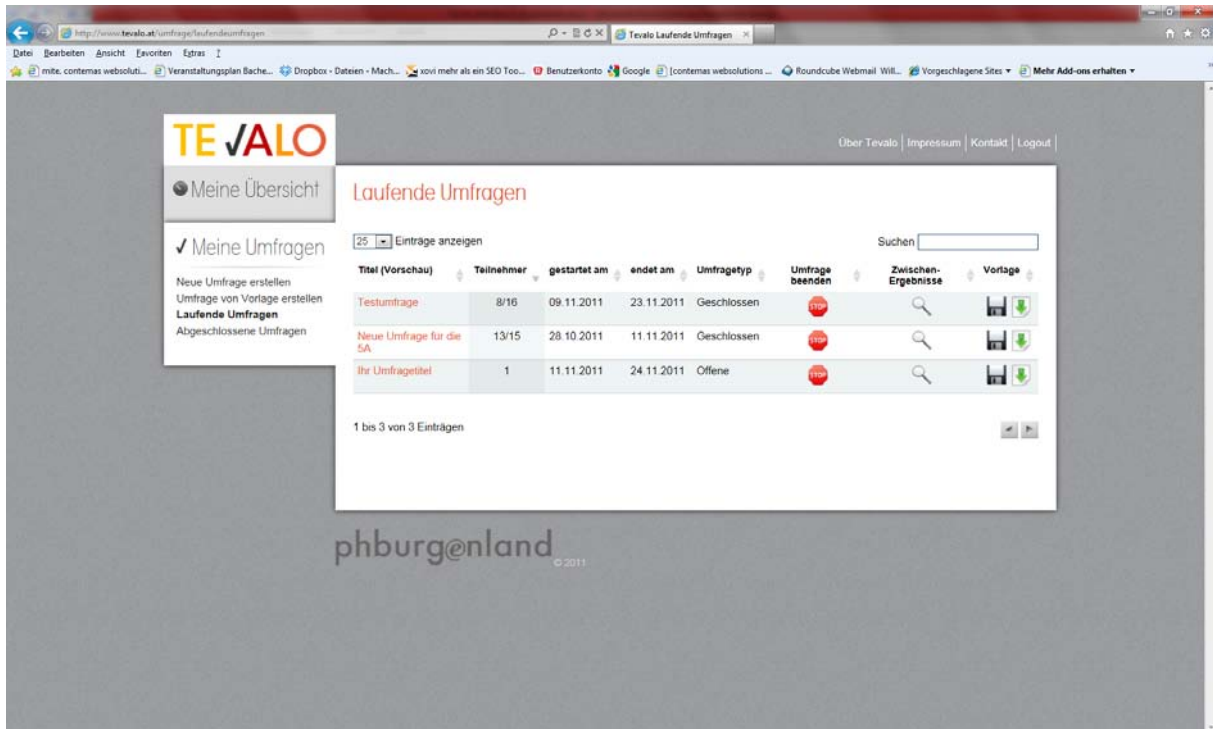 http://www.tevalo.at/umfrage/laufendeumfragen
Tevalo Laufende Umfragen
Datei Bearbeiten Ansicht Favoriten Extras ?
mite. contemas websoluti... Veranstaltungsplan Bache... Dropbox - Dateien - Mach... xovi mehr als ein SEO Too... Benutzerkonto Google [contemas websolutions ... Roundcube Webmail Will... Vorgeschlagene Sites Mehr Add-ons erhalten
TEVALO
Über Tevalo | Impressum | Kontakt | Logout |
Meine Übersicht
Meine Umfragen
Neue Umfrage erstellen
Umfrage von Vorlage erstellen
Laufende Umfragen
Abgeschlossene Umfragen
Laufende Umfragen
25 Einträge anzeigen
Suchen
Titel (Vorschau) Teilnehmer gestartet am endet am Umfragetyp Umfrage beenden Zwischen-Ergebnisse Vorlage
Testumfrage 8/16 09.11.2011 23.11.2011 Geschlossen STOP
Neue Umfrage für die 5A 13/15 28.10.2011 11.11.2011 Geschlossen STOP
Ihr Umfragetitel 1 11.11.2011 24.11.2011 Offene STOP
1 bis 3 von 3 Einträgen
phburgenland
© 2011